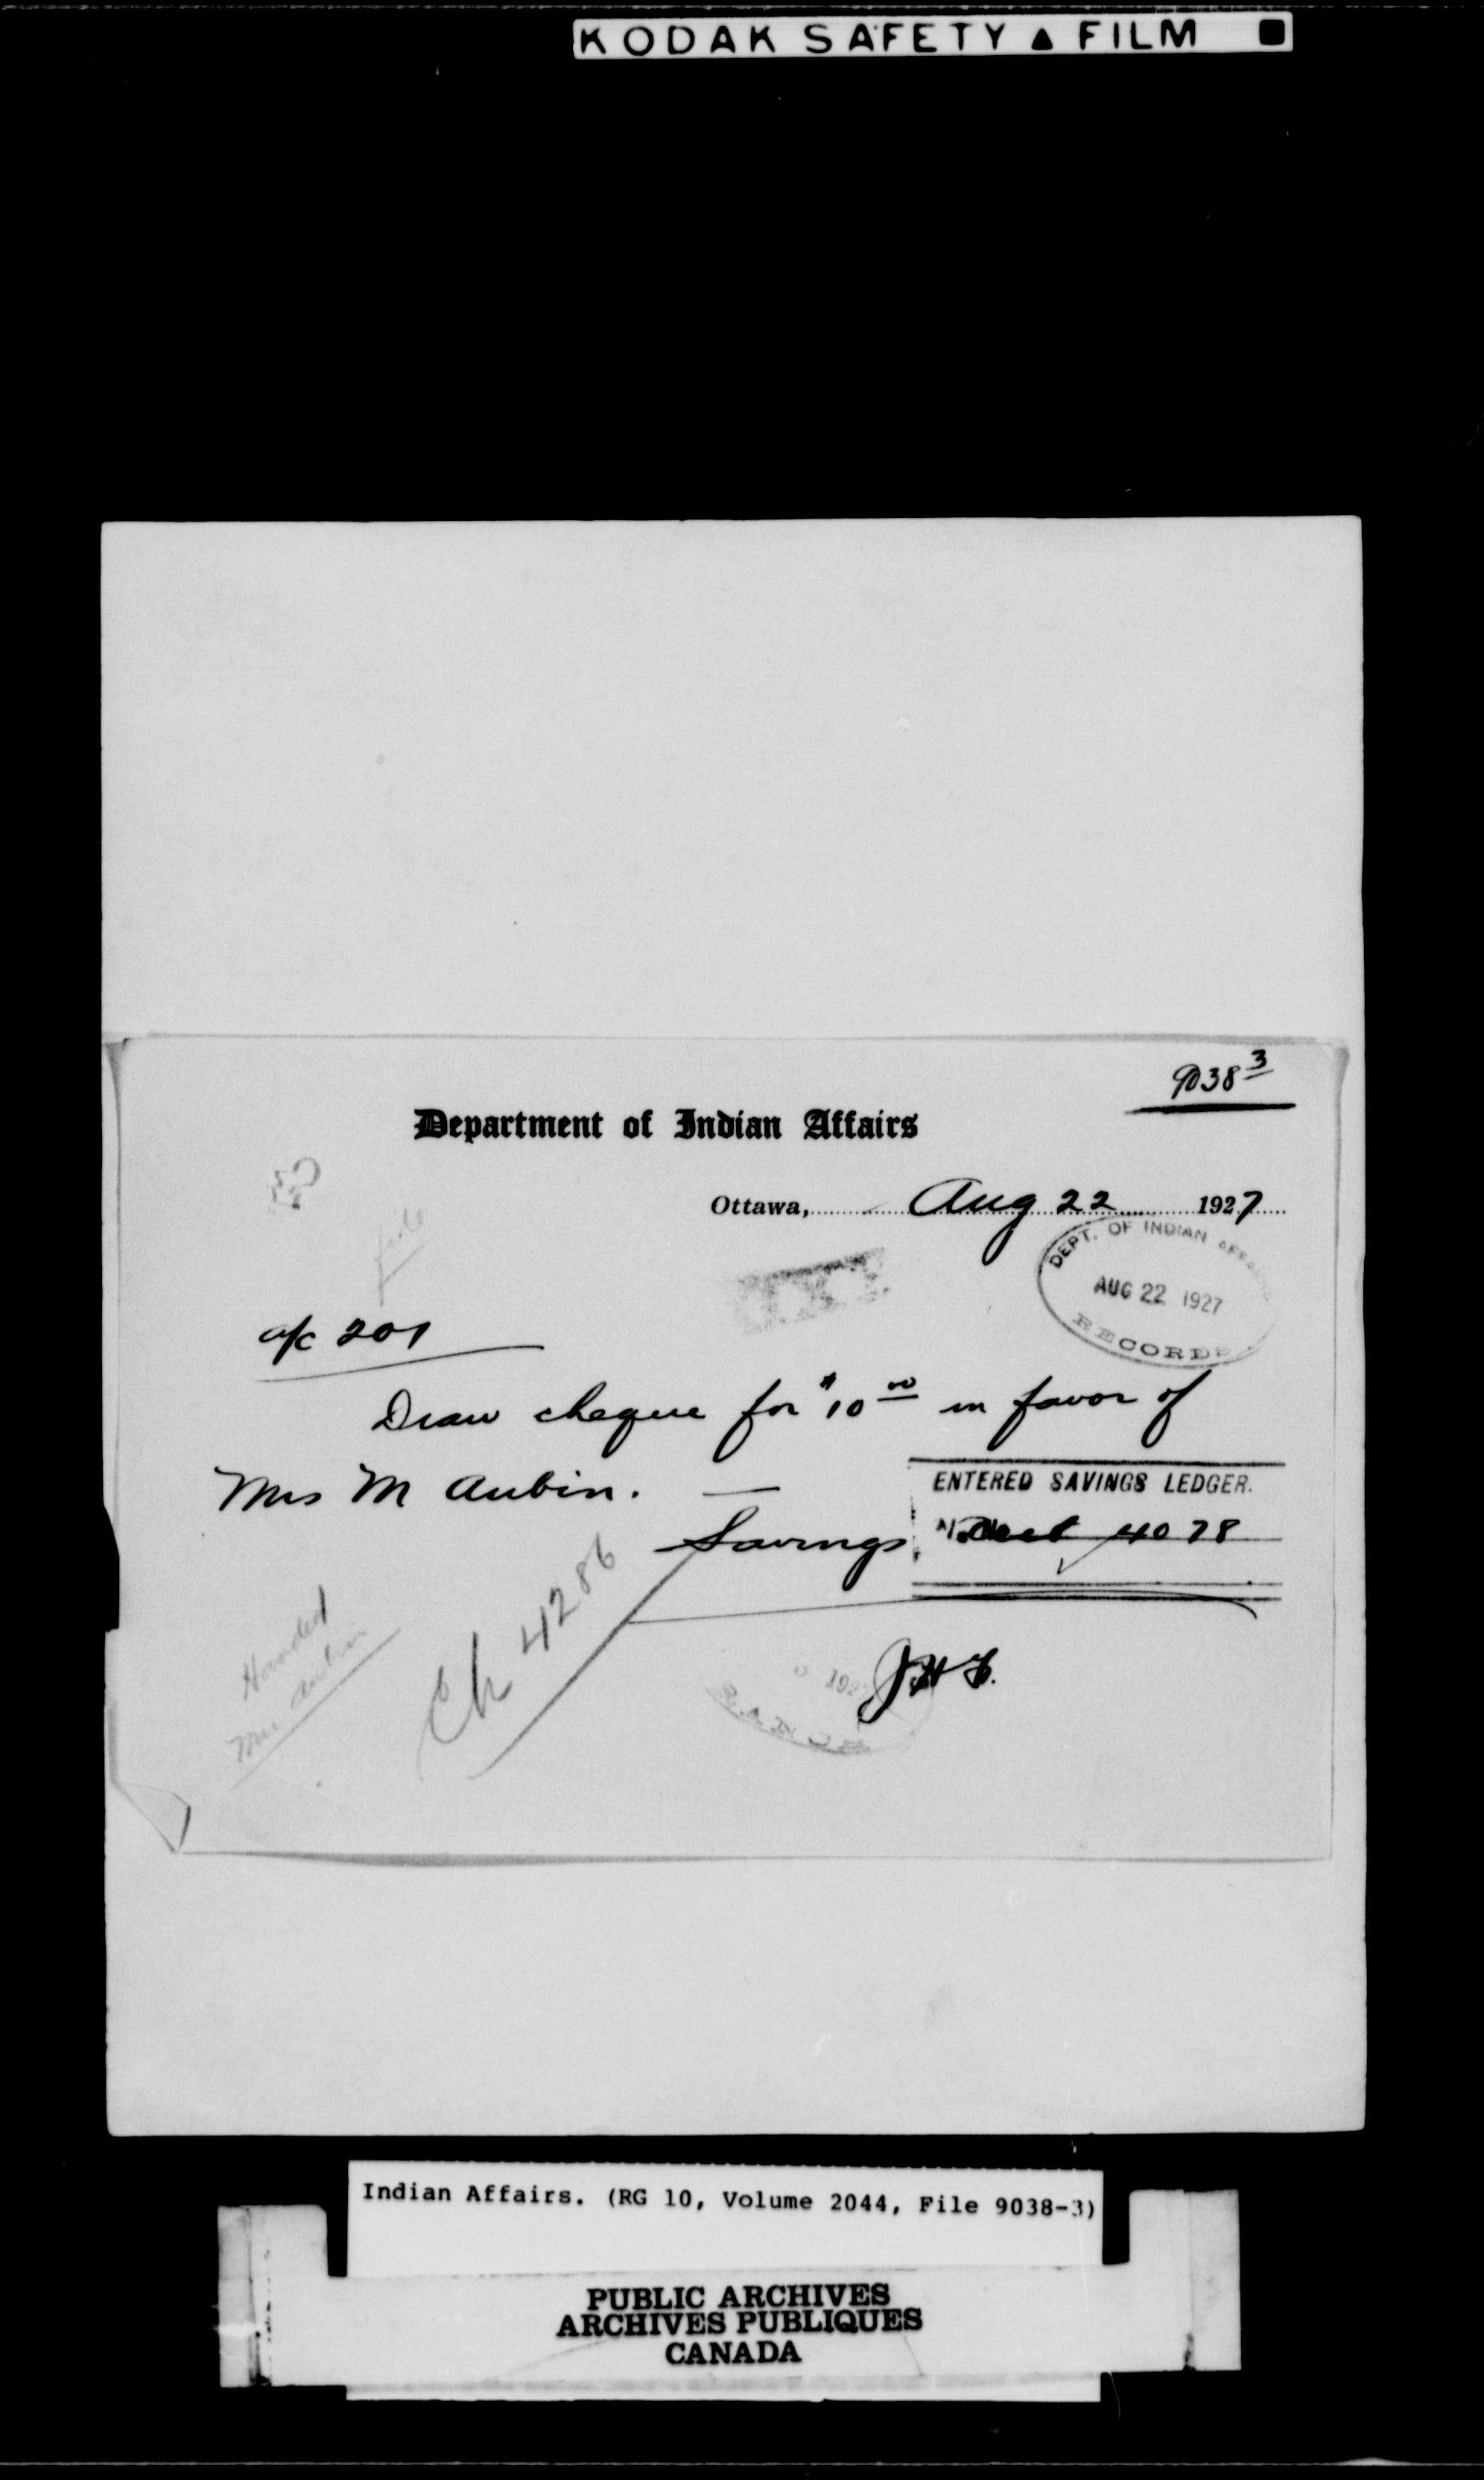 KODAK SAFETY ▲ FILM ■
9038-3
Department of Indian Affairs
Ottawa, Aug 22 1927
DEPT. OF INDIAN AFFAIRS
AUG 22 1927
RECORDS
file
a/c 201
Draw cheque for $10 00 in favor of
Mrs M Aubin. —
ENTERED SAVINGS LEDGER.
Savings
4078
Ch 4286
Handed
Mrs Aubin
Indian Affairs. (RG 10, Volume 2044, File 9038-3)
PUBLIC ARCHIVES
ARCHIVES PUBLIQUES
CANADA